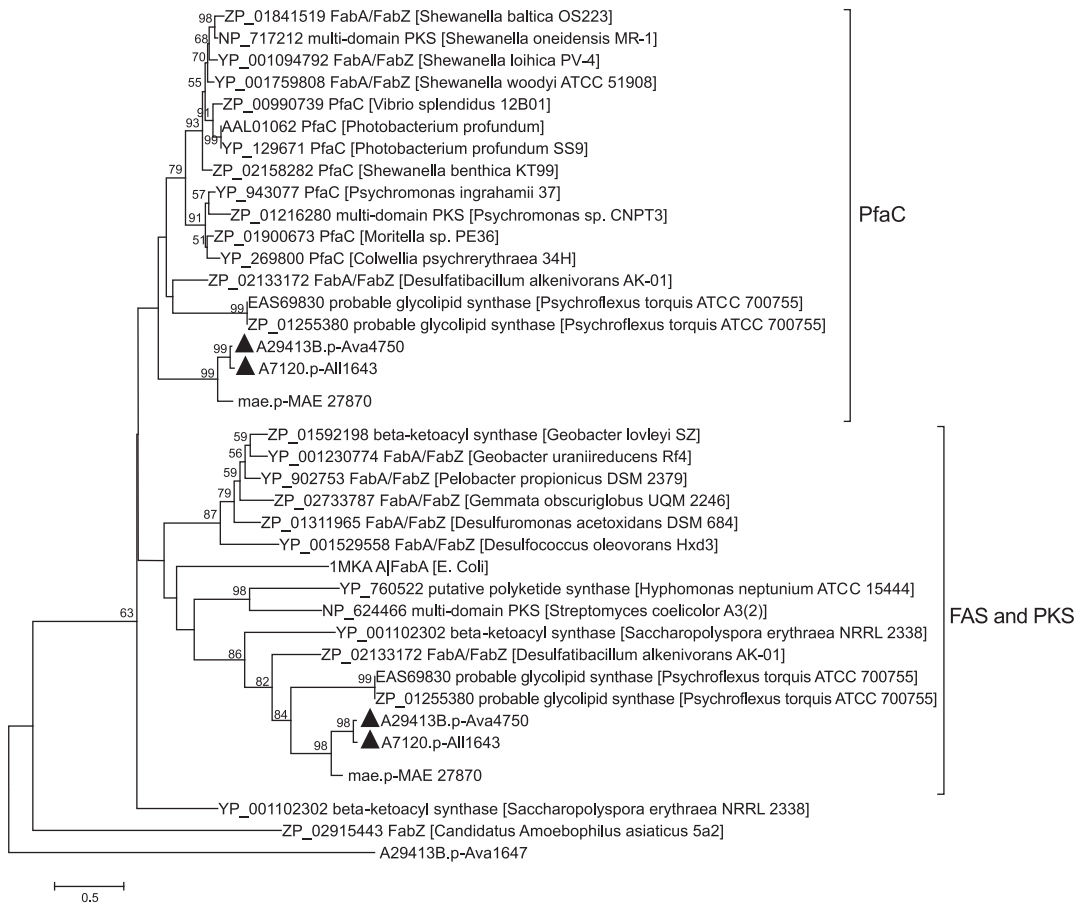 98 ZP_01841519 FabA/FabZ [Shewanella baltica OS223]
68 NP_717212 multi-domain PKS [Shewanella oneidensis MR-1]
70 YP_001094792 FabA/FabZ [Shewanella loihica PV-4]
55 YP_001759808 FabA/FabZ [Shewanella woodyi ATCC 51908]
ZP_00990739 PfaC [Vibrio splendidus 12B01]
91 AAL01062 PfaC [Photobacterium profundum]
93
99 YP_129671 PfaC [Photobacterium profundum SS9]
79 ZP_02158282 PfaC [Shewanella benthica KT99]
57 YP_943077 PfaC [Psychromonas ingrahamii 37]
PfaC
91 ZP_01216280 multi-domain PKS [Psychromonas sp. CNPT3]
51 ZP_01900673 PfaC [Moritella sp. PE36]
YP_269800 PfaC [Colwellia psychrerythraea 34H]
ZP_02133172 FabA/FabZ [Desulfatibacillum alkenivorans AK-01]
EAS69830 probable glycolipid synthase [Psychroflexus torquis ATCC 700755]
99 ZP_01255380 probable glycolipid synthase [Psychroflexus torquis ATCC 700755]
99 A29413B.p-Ava4750
99 A7120.p-All1643
mae.p-MAE 27870
59 ZP_01592198 beta-ketoacyl synthase [Geobacter lovleyi SZ]
56 YP_001230774 FabA/FabZ [Geobacter uraniireducens Rf4]
59 YP_902753 FabA/FabZ [Pelobacter propionicus DSM 2379]
79 ZP_02733787 FabA/FabZ [Gemmata obscuriglobus UQM 2246]
87 ZP_01311965 FabA/FabZ [Desulfuromonas acetoxidans DSM 684]
YP_001529558 FabA/FabZ [Desulfococcus oleovorans Hxd3]
1MKA A|FabA [E. Coli]
98 YP_760522 putative polyketide synthase [Hyphomonas neptunium ATCC 15444]
63 NP_624466 multi-domain PKS [Streptomyces coelicolor A3(2)]
FAS and PKS
YP_001102302 beta-ketoacyl synthase [Saccharopolyspora erythraea NRRL 2338]
86 ZP_02133172 FabA/FabZ [Desulfatibacillum alkenivorans AK-01]
82 99 EAS69830 probable glycolipid synthase [Psychroflexus torquis ATCC 700755]
ZP_01255380 probable glycolipid synthase [Psychroflexus torquis ATCC 700755]
84 98 A29413B.p-Ava4750
98 A7120.p-All1643
mae.p-MAE 27870
YP_001102302 beta-ketoacyl synthase [Saccharopolyspora erythraea NRRL 2338]
ZP_02915443 FabZ [Candidatus Amoebophilus asiaticus 5a2]
A29413B.p-Ava1647
0.5